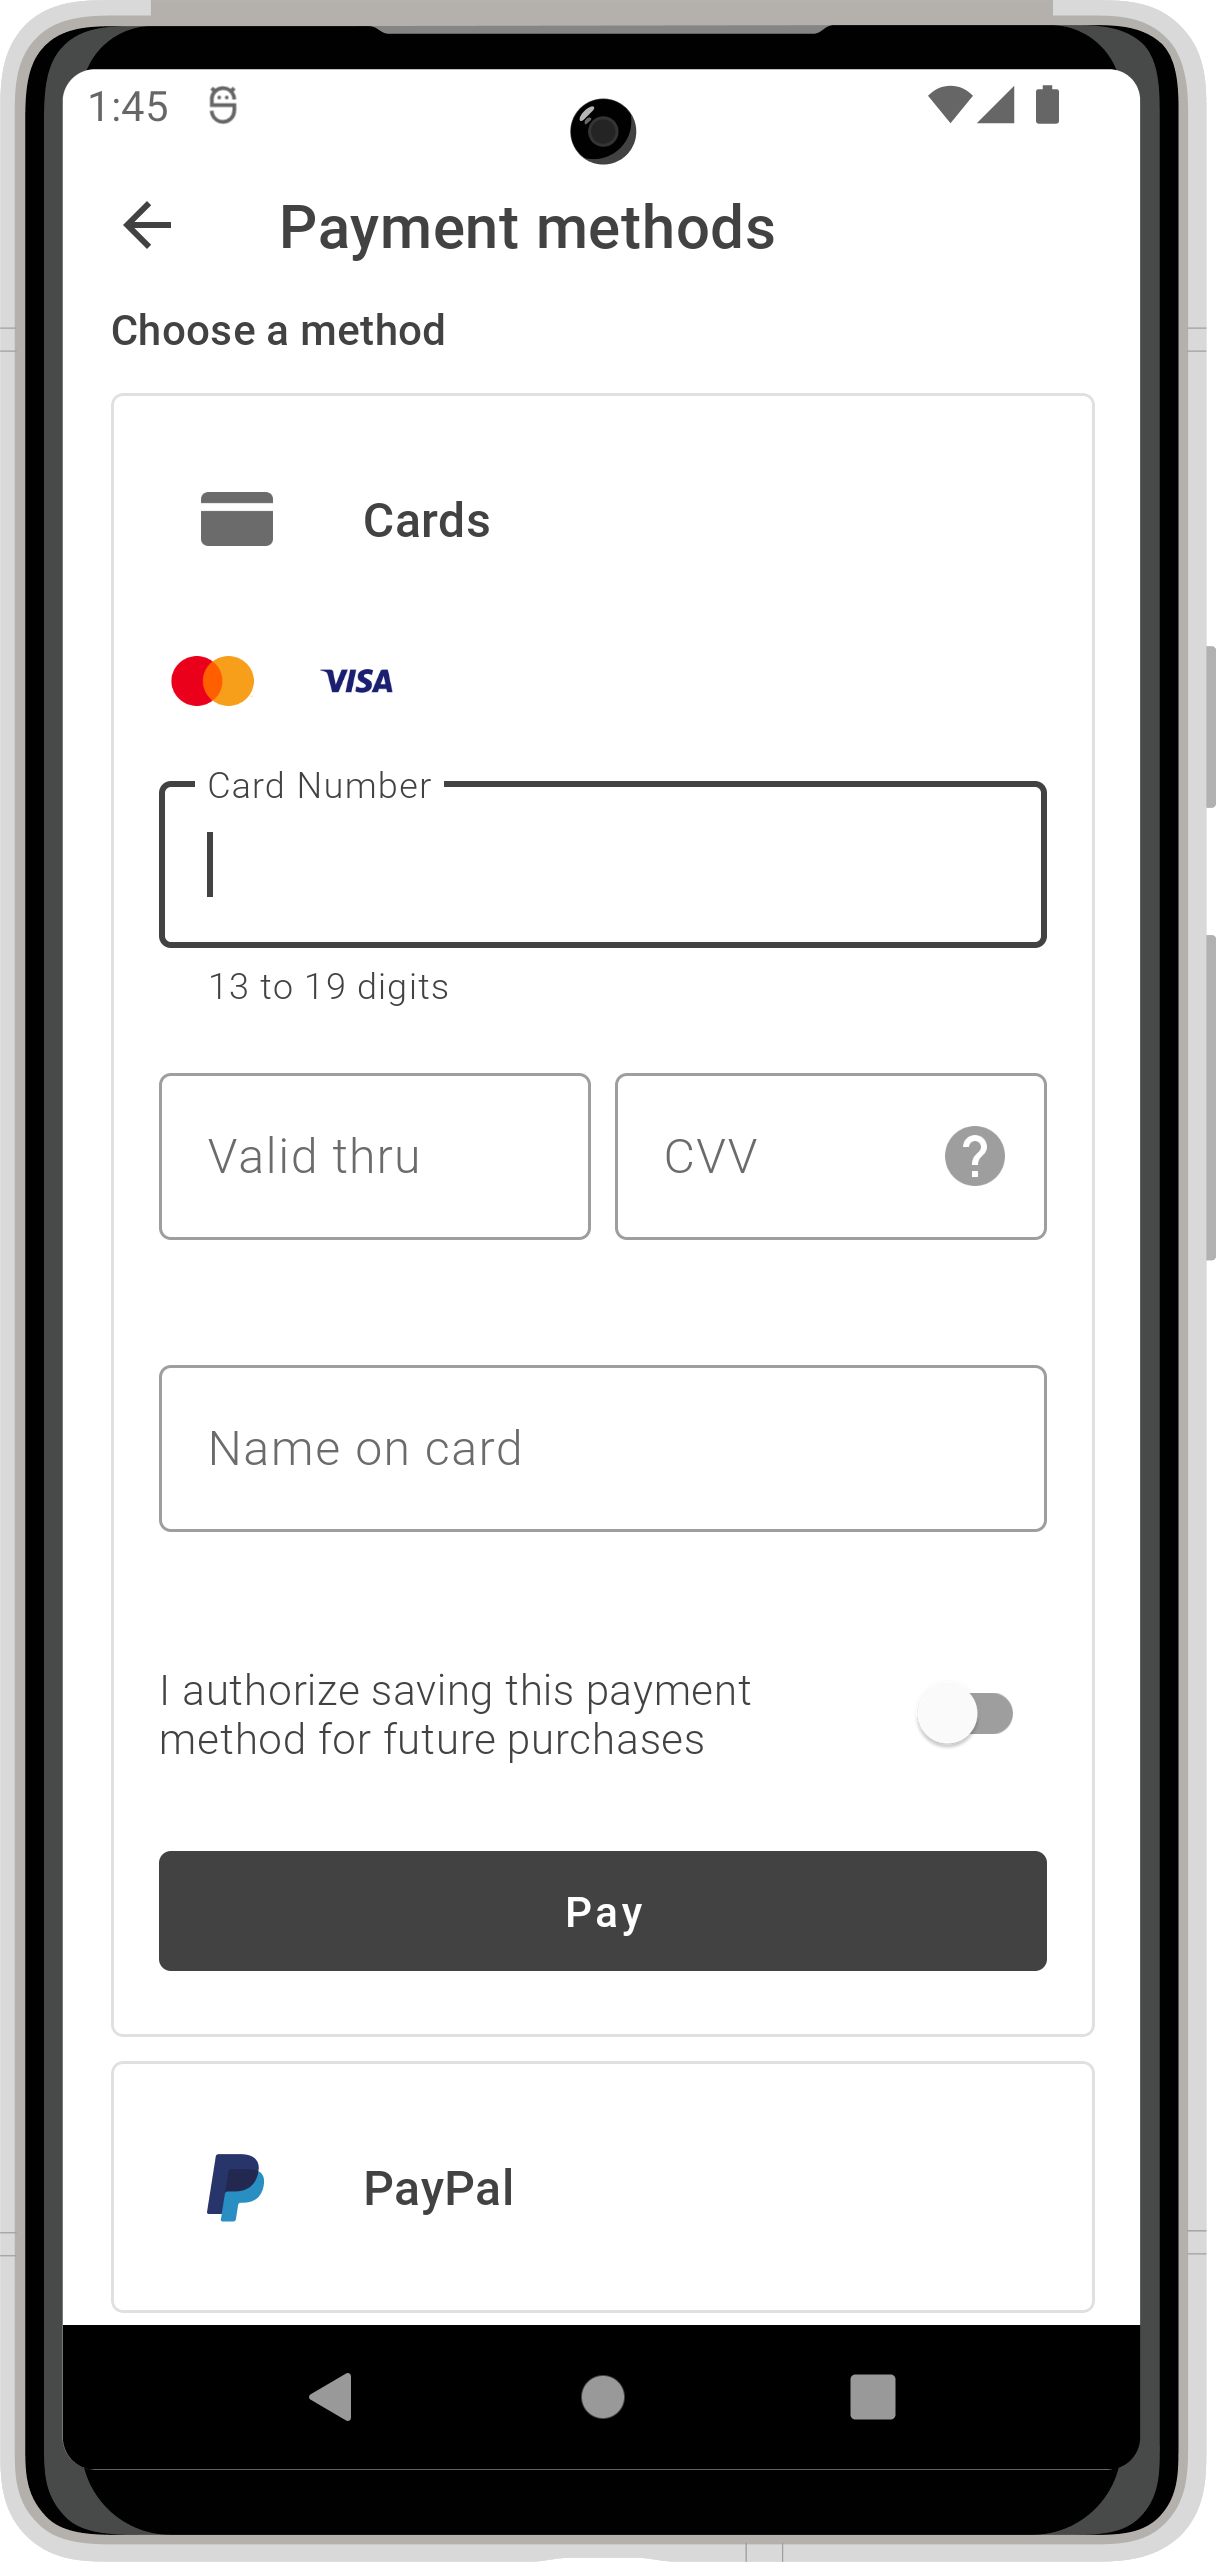 1:45
Payment methods
Choose a method
Cards
VISA
Card Number
13 to 19 digits
Valid thru
CVV
?
Name on card
I authorize saving this payment
method for future purchases
Pay
PayPal